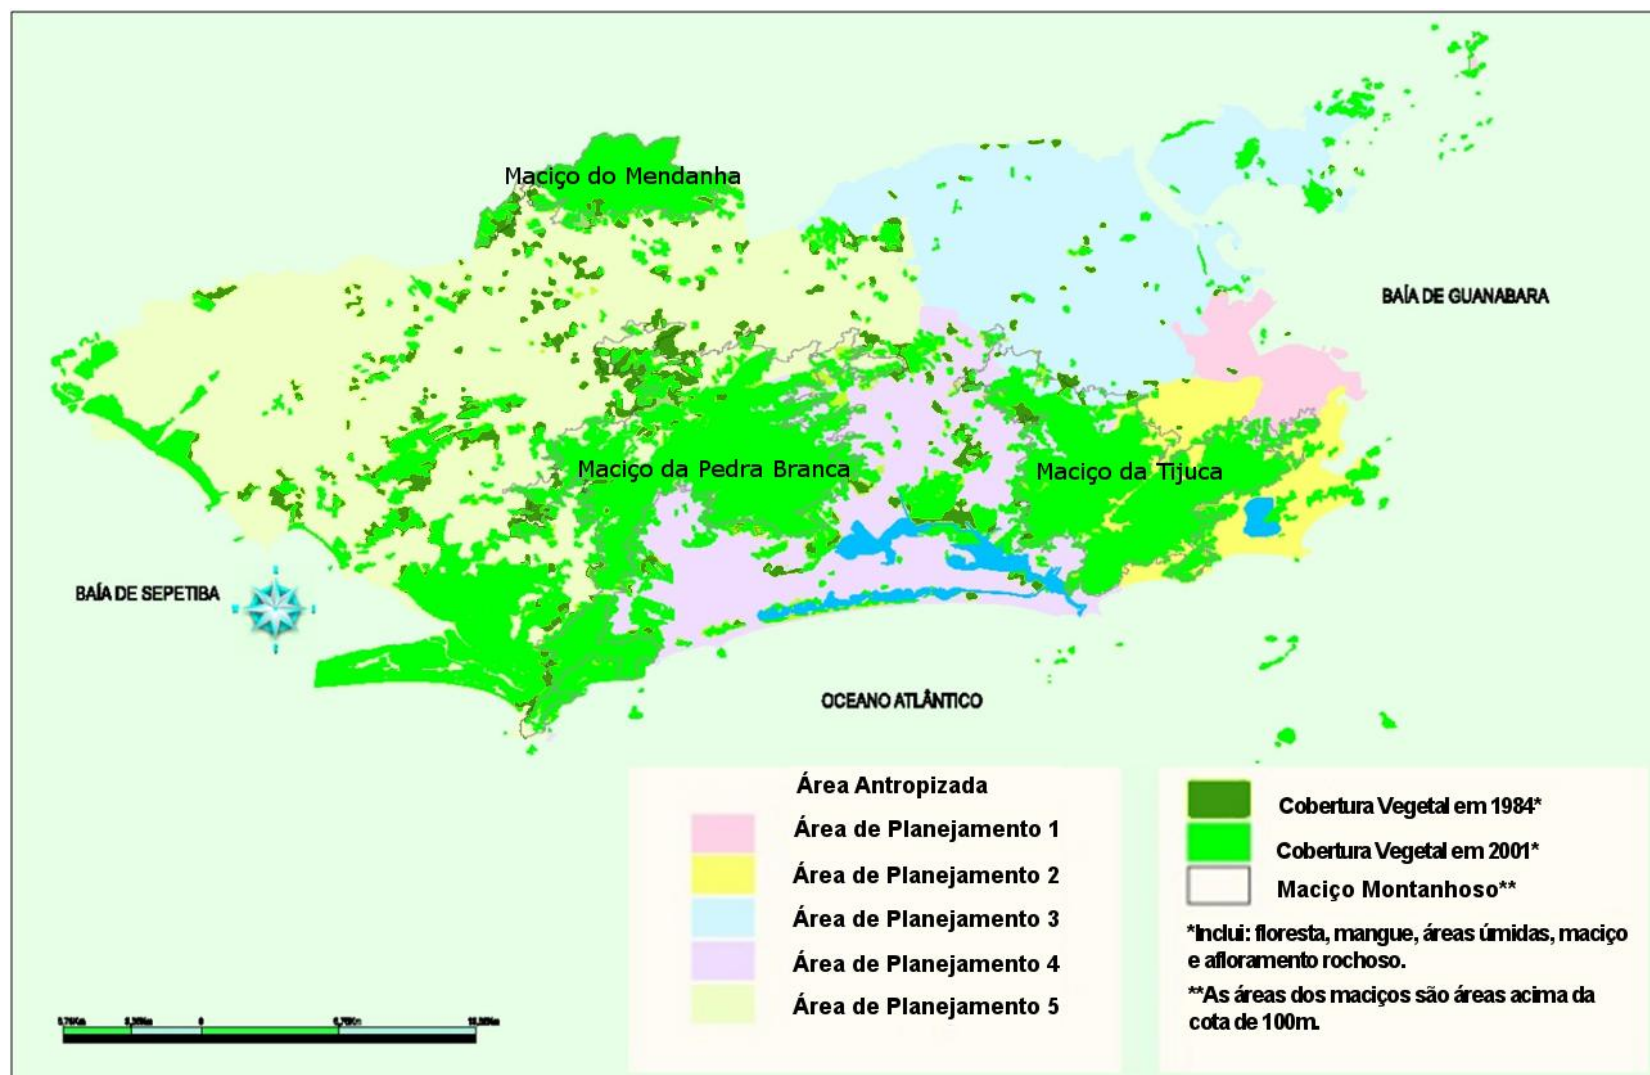 Maciço do Mendanha
BAÍA DE GUANABARA
Maciço da Pedra Branca
Maciço da Tijuca
BAÍA DE SEPETIBA
OCEANO ATLÂNTICO
Área Antropizada
Área de Planejamento 1
Área de Planejamento 2
Área de Planejamento 3
Área de Planejamento 4
Área de Planejamento 5
Cobertura Vegetal em 1984*
Cobertura Vegetal em 2001*
Maciço Montanhoso**
*Inclui: floresta, mangue, áreas úmidas, maciço
e afloramento rochoso.
**As áreas dos maciços são áreas acima da
cota de 100m.
0